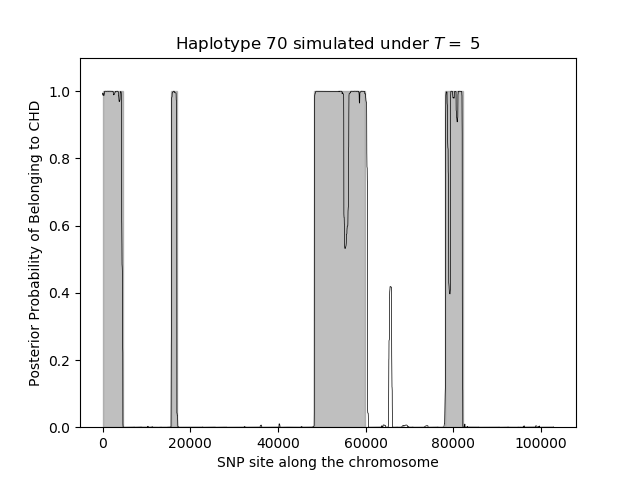 Haplotype 70 simulated under T = 5
Posterior Probability of Belonging to CHD
1.0
0.8
0.6
0.4
0.2
0.0
0 20000 40000 60000 80000 100000
SNP site along the chromosome